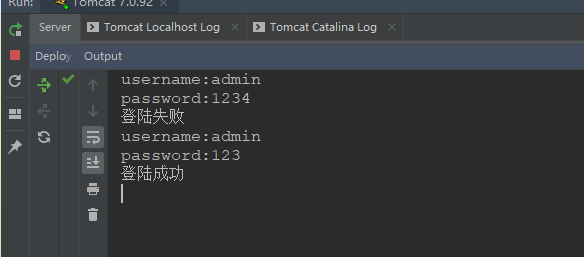 Run:
Tomcat 7.0.92
Server
Tomcat Localhost Log
Tomcat Catalina Log
Deploy
Output
username:admin
password:1234
登陆失败
username:admin
password:123
登陆成功